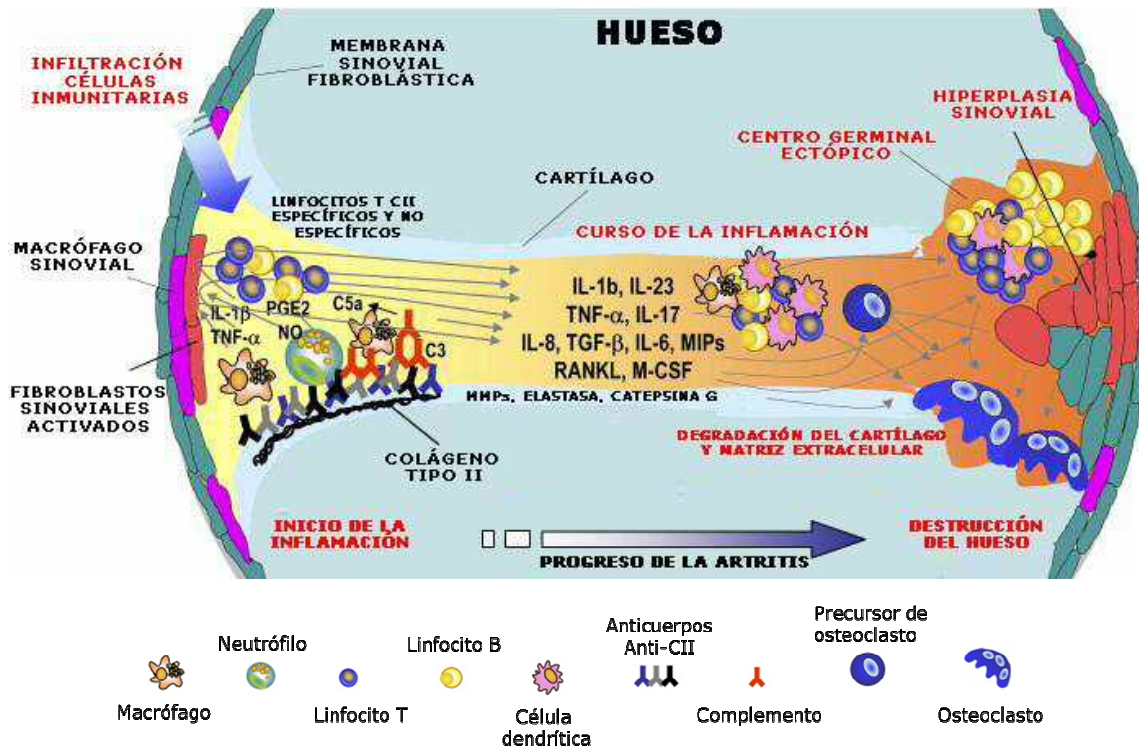 HUESO
MEMBRANA
SINOVIAL
FIBROBLÁSTICA
INFILTRACIÓN
CÉLULAS
INMUNITARIAS
HIPERPLASIA
SINOVIAL
CENTRO GERMINAL
ECTÓPICO
CARTÍLAGO
LINFOCITOS T CII
ESPECÍFICOS Y NO
ESPECÍFICOS
CURSO DE LA INFLAMACIÓN
MACRÓFAGO
SINOVIAL
IL-1β
TNF-α
PGE2
NO
C5a
C3
IL-1b, IL-23
TNF-α, IL-17
IL-8, TGF-β, IL-6, MIPs
RANKL, M-CSF
MMPs, ELASTASA, CATEPSINA G
FIBROBLASTOS
SINOVIALES
ACTIVADOS
COLÁGENO
TIPO II
DEGRADACIÓN DEL CARTÍLAGO
Y MATRIZ EXTRACELULAR
INICIO DE LA
INFLAMACIÓN
PROGRESO DE LA ARTRITIS
DESTRUCCIÓN
DEL HUESO
Macrófago
Neutrófilo
Linfocito T
Linfocito B
Célula
dendrítica
Anticuerpos
Anti-CII
Complemento
Precursor de
osteoclasto
Osteoclasto